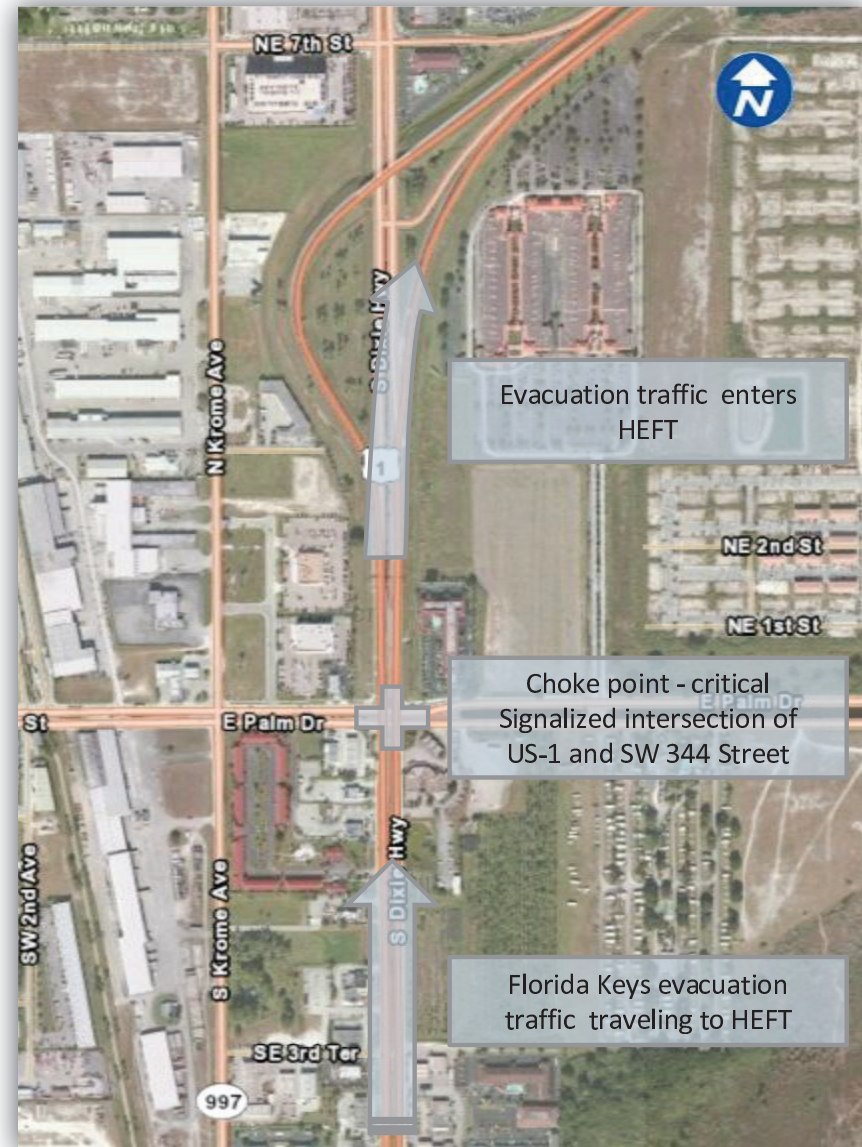 NE 7th St
N
S Dixie Hwy
N Krome Ave
Evacuation traffic enters
HEFT
1
NE 2nd St
NE 1st St
Choke point - critical
Signalized intersection of
US-1 and SW 344 Street
E Palm Dr
St
E Palm Dr
S Dixie Hwy
SW 2nd Ave
S Krome Ave
Florida Keys evacuation
traffic traveling to HEFT
SE 3rd Ter
997